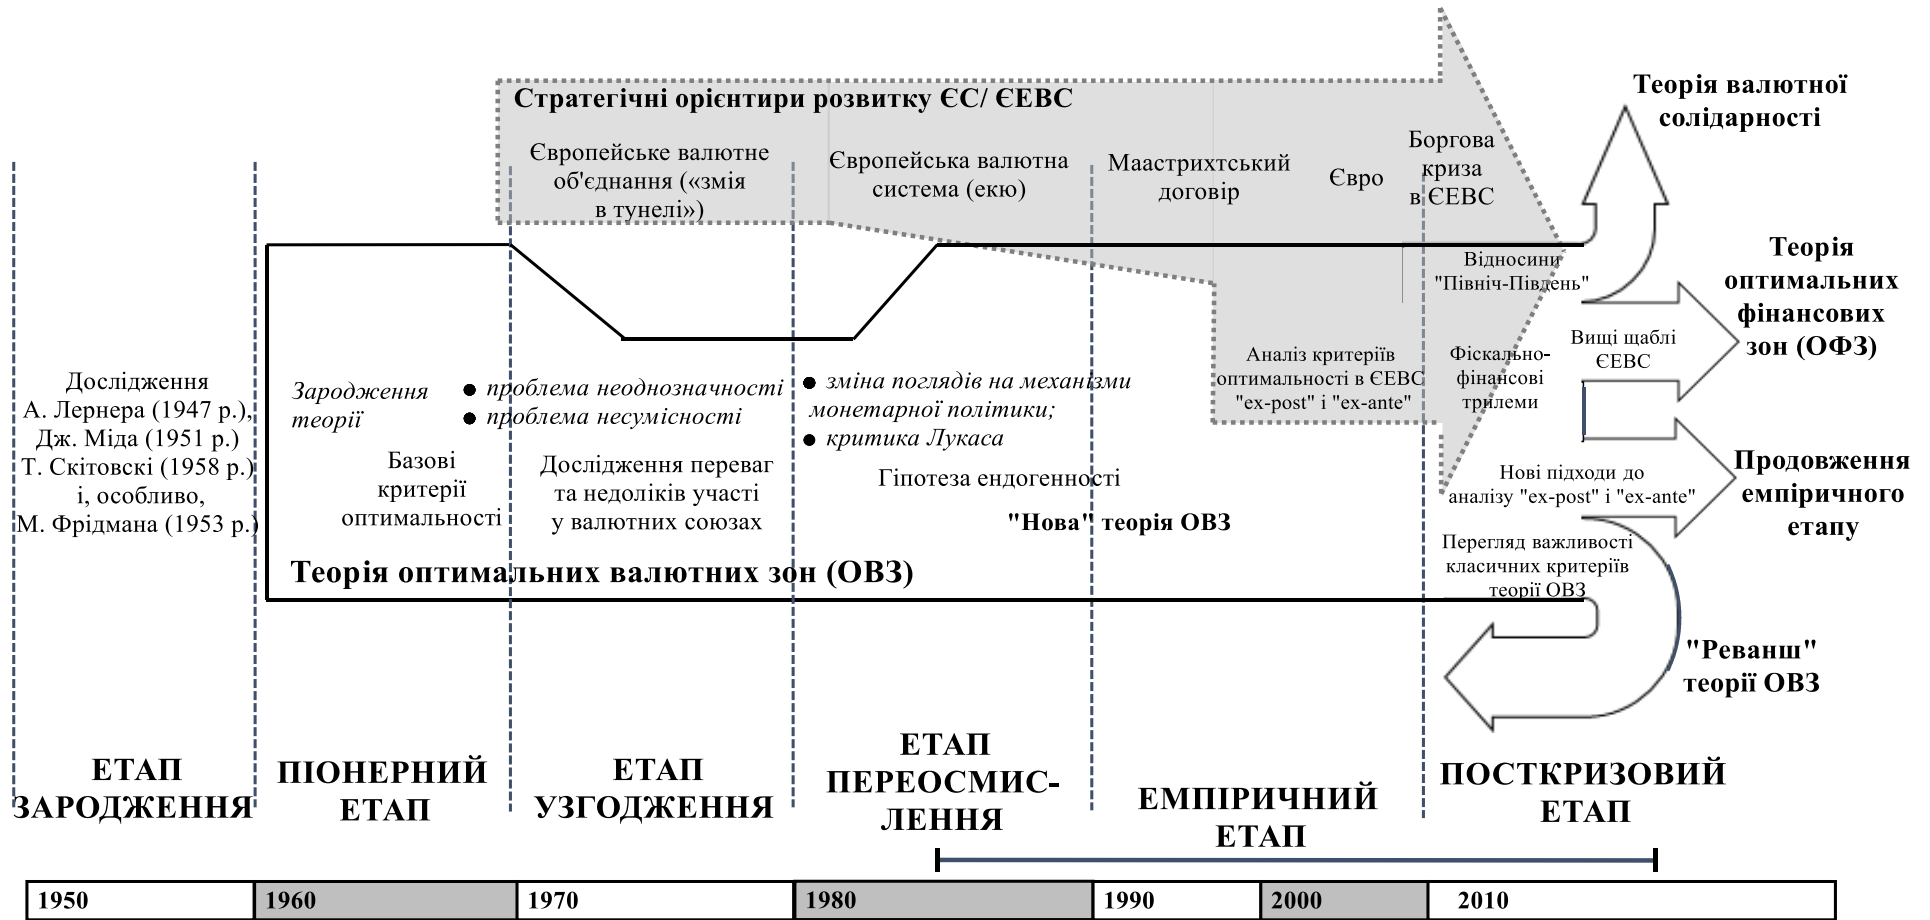 Стратегічні орієнтири розвитку ЄС/ ЄЕВС
Європейське валютне
об'єднання («змія
в тунелі»)
Європейська валютна
система (екю)
Маастрихтський
договір
Євро
Боргова
криза
в ЄЕВС
Теорія валютної
солідарності
Відносини
"Північ-Південь"
Теорія
оптимальних
фінансових
зон (ОФЗ)
Вищі щаблі
ЄЕВС
Дослідження
А. Лернера (1947 р.),
Дж. Міда (1951 р.)
Т. Скітовскі (1958 р.)
і, особливо,
М. Фрідмана (1953 р.)
Зародження
теорії
● проблема неоднозначності
● проблема несумісності
● зміна поглядів на механізми
монетарної політики;
● критика Лукаса
Аналіз критеріїв
оптимальності в ЄЕВС
"ex-post" і "ex-ante"
Фіскально-
фінансові
трилеми
Базові
критерії
оптимальності
Дослідження переваг
та недоліків участі
у валютних союзах
Гіпотеза ендогенності
"Нова" теорія ОВЗ
Нові підходи до
аналізу "ex-post" і "ex-ante"
Продовження
емпіричного
етапу
Перегляд важливості
класичних критеріїв
теорії ОВЗ
Теорія оптимальних валютних зон (ОВЗ)
"Реванш"
теорії ОВЗ
ЕТАП
ЗАРОДЖЕННЯ
ПІОНЕРНИЙ
ЕТАП
ЕТАП
УЗГОДЖЕННЯ
ЕТАП
ПЕРЕОСМИС-
ЛЕННЯ
ЕМПІРИЧНИЙ
ЕТАП
ПОСТКРИЗОВИЙ
ЕТАП
1950
1960
1970
1980
1990
2000
2010